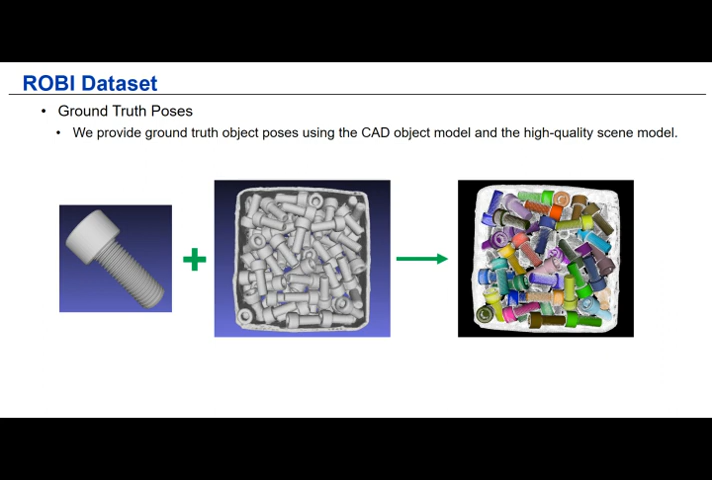 ROBI Dataset
• Ground Truth Poses
• We provide ground truth object poses using the CAD object model and the high-quality scene model.